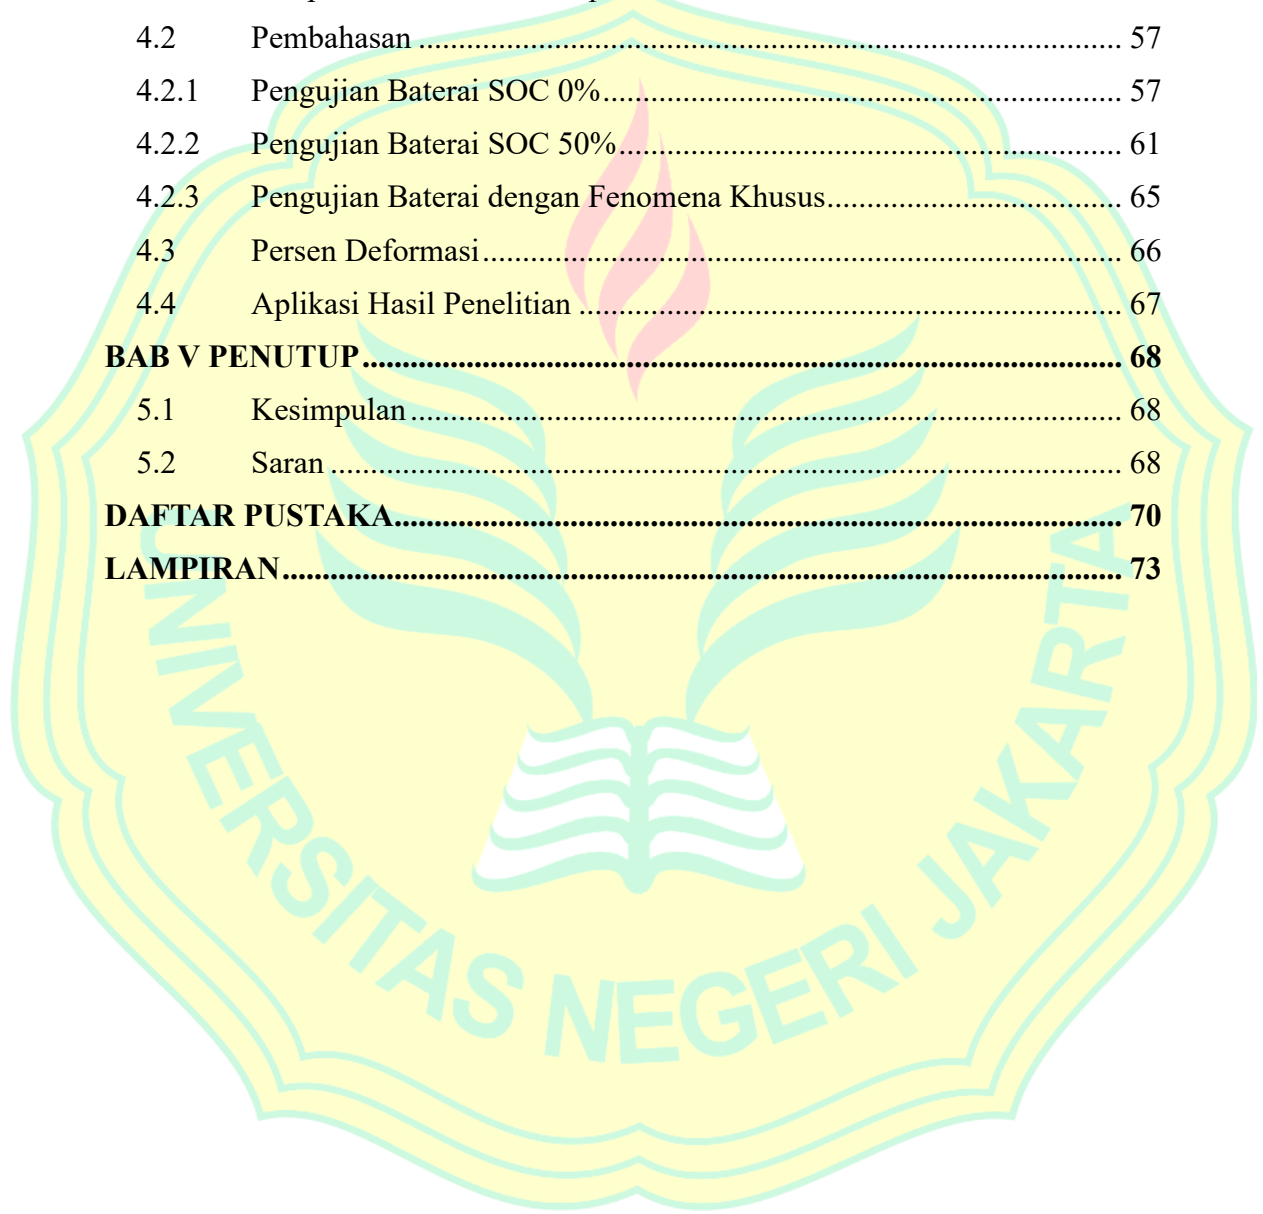 4.2 Pembahasan ........................................................................................ 57
4.2.1 Pengujian Baterai SOC 0% ................................................................. 57
4.2.2 Pengujian Baterai SOC 50% ............................................................... 61
4.2.3 Pengujian Baterai dengan Fenomena Khusus ..................................... 65
4.3 Persen Deformasi ................................................................................ 66
4.4 Aplikasi Hasil Penelitian .................................................................... 67
BAB V PENUTUP ............................................................................................... 68
5.1 Kesimpulan ......................................................................................... 68
5.2 Saran ................................................................................................... 68
DAFTAR PUSTAKA ........................................................................................... 70
LAMPIRAN ......................................................................................................... 73
UNIVERSITAS NEGERI JAKARTA